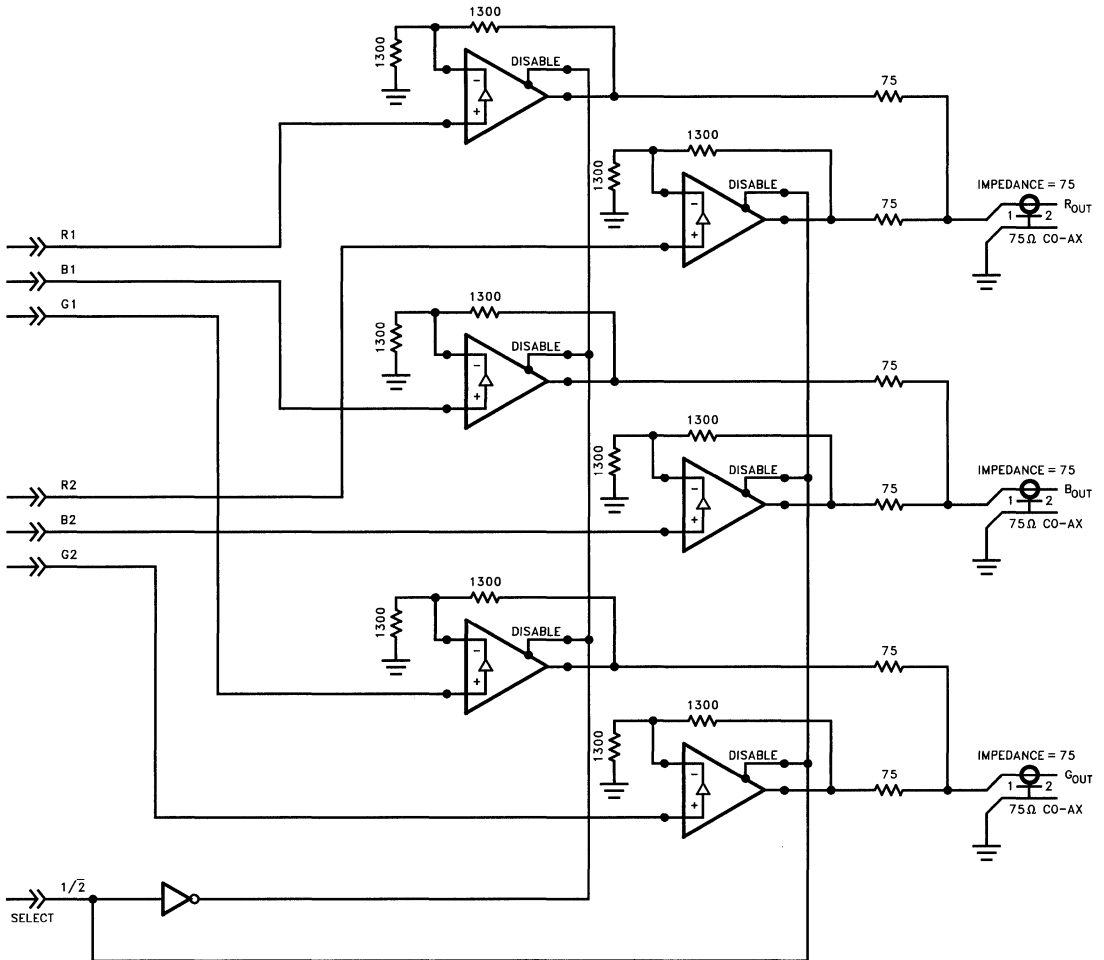 1300
1300
DISABLE
-
+
75
1300
1300
DISABLE
-
+
75
IMPEDANCE = 75
ROUT
1 2
75Ω CO-AX
R1
B1
G1
1300
1300
DISABLE
-
+
75
1300
1300
DISABLE
-
+
75
IMPEDANCE = 75
BOUT
1 2
75Ω CO-AX
R2
B2
G2
1300
1300
DISABLE
-
+
75
1300
1300
DISABLE
-
+
75
IMPEDANCE = 75
GOUT
1 2
75Ω CO-AX
1/2̅
SELECT